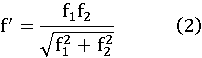 f′ = f₁f₂ / √(f₁² + f₂²) (2)